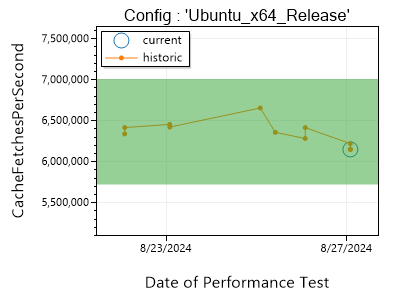 Config : 'Ubuntu_x64_Release'
CacheFetchesPerSecond
7,500,000
7,000,000
6,500,000
6,000,000
5,500,000
current
historic
8/23/2024
8/27/2024
Date of Performance Test